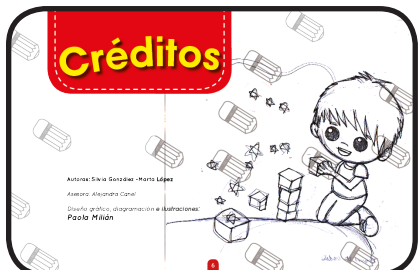 Créditos
Autoras: Silvia González -Marta López
Asesora: Alejandra Canel
Diseño gráfico, diagramación e ilustraciones:
Paola Milián
6